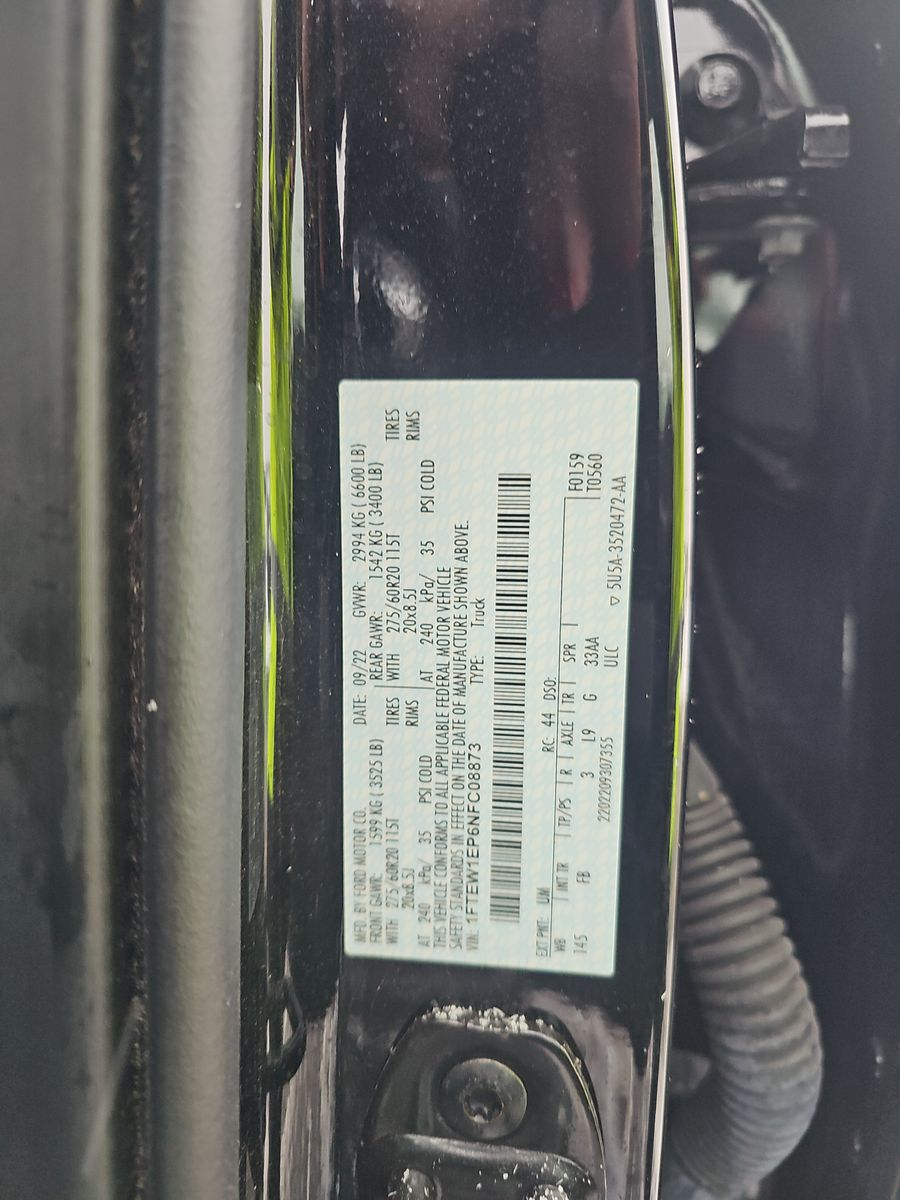 MFD. BY FORD MOTOR CO. DATE: 09/22 GVWR: 2994 KG ( 6600 LB)
FRONT GAWR: 1599 KG ( 3525 LB) REAR GAWR: 1542 KG ( 3400 LB)
WITH 275/60R20 115T TIRES WITH 275/60R20 115T TIRES
20x8.5J RIMS 20x8.5J RIMS
AT 240 kPa/ 35 PSI COLD AT 240 kPa/ 35 PSI COLD
THIS VEHICLE CONFORMS TO ALL APPLICABLE FEDERAL MOTOR VEHICLE
SAFETY STANDARDS IN EFFECT ON THE DATE OF MANUFACTURE SHOWN ABOVE.
VIN: 1FTEW1EP6NFC08873 TYPE: Truck
EXT PNT: UM RC: 44 DSO:
WB INT TR TP/PS R AXLE TR SPR F0159
145 FB 3 L9 G 33AA T0560
2202209307355 ULC ▽ 5U5A-3520472-AA